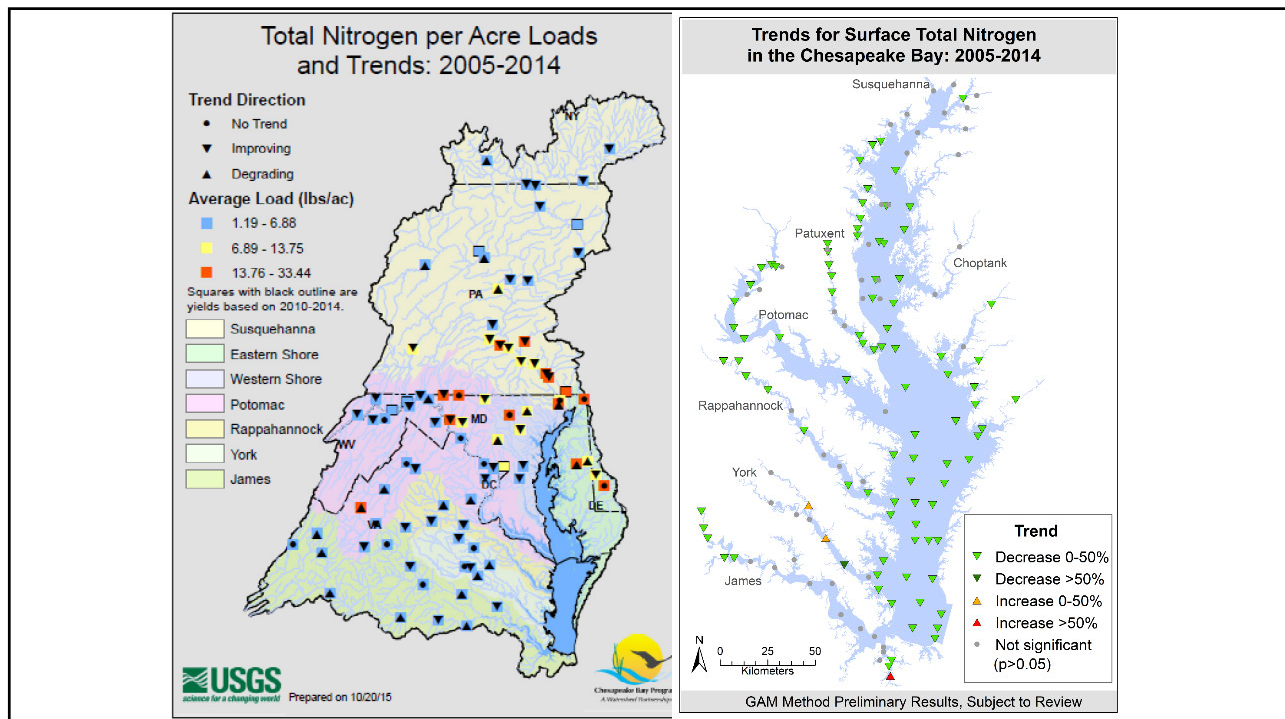 Total Nitrogen per Acre Loads
and Trends: 2005-2014
Trend Direction
No Trend
Improving
Degrading
Average Load (lbs/ac)
1.19 - 6.88
6.89 - 13.75
13.76 - 33.44
Squares with black outline are
yields based on 2010-2014.
Susquehanna
Eastern Shore
Western Shore
Potomac
Rappahannock
York
James
NY
PA
MD
WV
DC
DE
VA
USGS
science for a changing world
Prepared on 10/20/15
Chesapeake Bay Progra
A Watershed Partnership
Trends for Surface Total Nitrogen
in the Chesapeake Bay: 2005-2014
Susquehanna
Patuxent
Choptank
Potomac
Rappahannock
York
James
Trend
Decrease 0-50%
Decrease >50%
Increase 0-50%
Increase >50%
Not significant
(p>0.05)
N
0 25 50
Kilometers
GAM Method Preliminary Results, Subject to Review